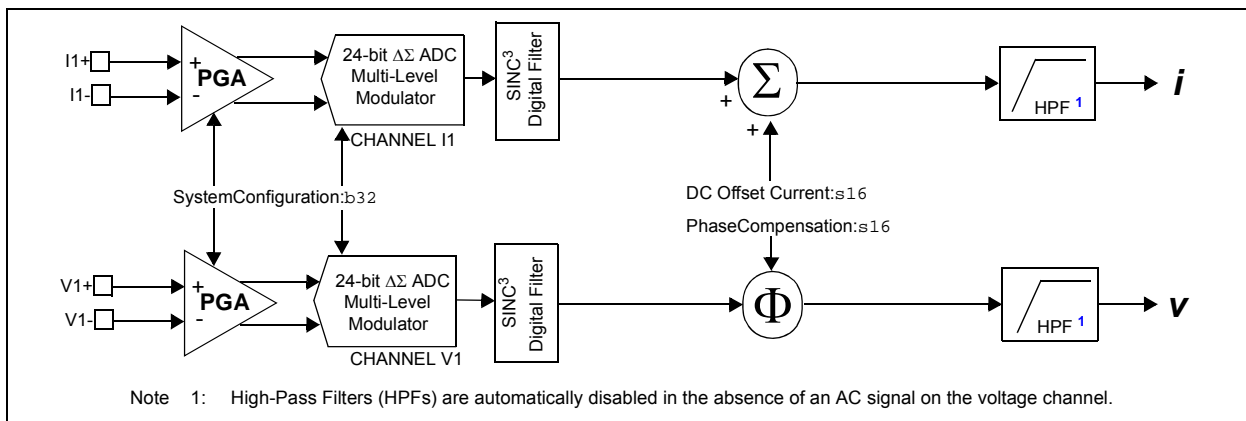 I1+
I1-
+
PGA
-
24-bit ΔΣ ADC
Multi-Level
Modulator
CHANNEL I1
SINC³
Digital Filter
+
Σ
+
HPF 1
i
SystemConfiguration:b32
DC Offset Current:s16
PhaseCompensation:s16
V1+
V1-
+
PGA
-
24-bit ΔΣ ADC
Multi-Level
Modulator
CHANNEL V1
SINC³
Digital Filter
Φ
HPF 1
v
Note 1: High-Pass Filters (HPFs) are automatically disabled in the absence of an AC signal on the voltage channel.